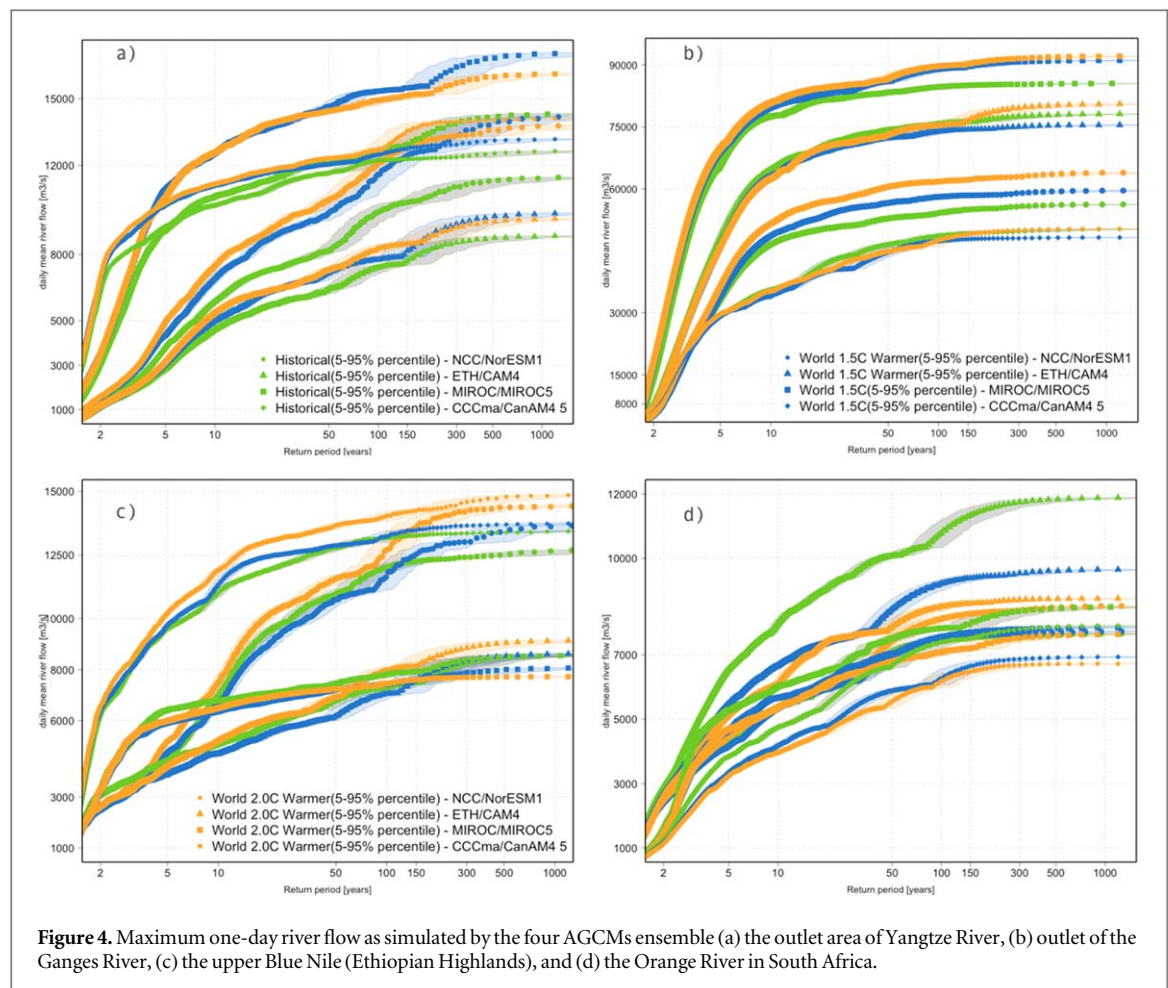 a)
15000
12000
8000
5000
3000
1000
daily mean river flow [m3/s]
Historical(5-95% percentile) - NCC/NorESM1
Historical(5-95% percentile) - ETH/CAM4
Historical(5-95% percentile) - MIROC/MIROC5
Historical(5-95% percentile) - CCCma/CanAM4 5
2 5 10 50 100 150 300 500 1000
Return period [years]
b)
90000
75000
60000
30000
15000
8000
daily mean river flow [m3/s]
World 1.5C Warmer(5-95% percentile) - NCC/NorESM1
World 1.5C Warmer(5-95% percentile) - ETH/CAM4
World 1.5C(5-95% percentile) - MIROC/MIROC5
World 1.5C(5-95% percentile) - CCCma/CanAM4 5
2 5 10 50 100 150 300 500 1000
Return period [years]
c)
15000
12500
10000
8000
6000
3000
1000
daily mean river flow [m3/s]
World 2.0C Warmer(5-95% percentile) - NCC/NorESM1
World 2.0C Warmer(5-95% percentile) - ETH/CAM4
World 2.0C Warmer(5-95% percentile) - MIROC/MIROC5
World 2.0C Warmer(5-95% percentile) - CCCma/CanAM4 5
2 5 10 50 100 150 300 500 1000
Return period [years]
d)
12000
10000
7000
5000
3000
1000
daily mean river flow [m3/s]
2 5 10 50 100 150 300 500 1000
Return period [years]
Figure 4. Maximum one-day river flow as simulated by the four AGCMs ensemble (a) the outlet area of Yangtze River, (b) outlet of the
Ganges River, (c) the upper Blue Nile (Ethiopian Highlands), and (d) the Orange River in South Africa.